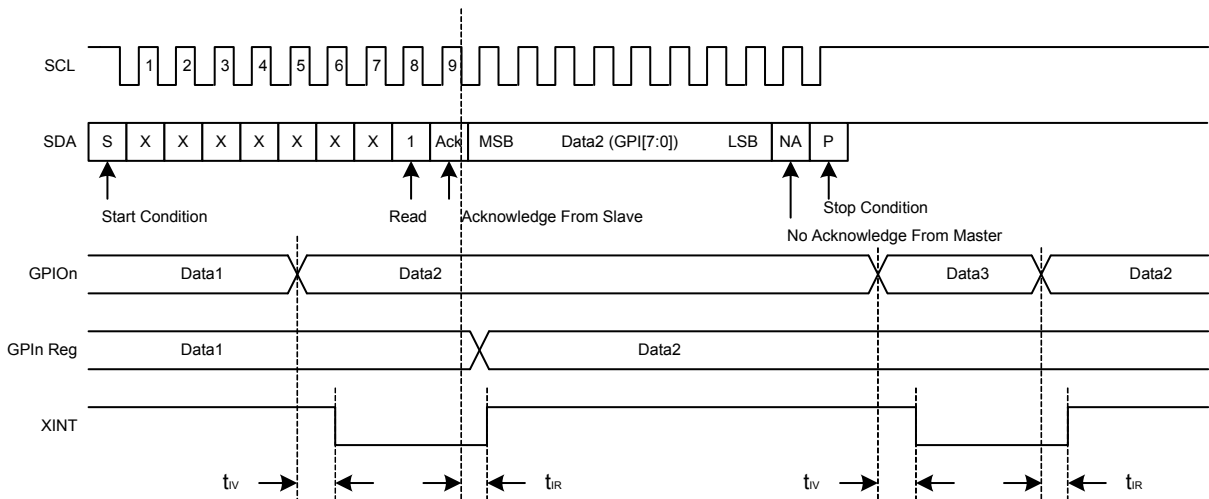 SCL 1 2 3 4 5 6 7 8 9
SDA S X X X X X X X 1 Ack MSB Data2 (GPI[7:0]) LSB NA P
Start Condition Read Acknowledge From Slave Stop Condition
No Acknowledge From Master
GPIOn Data1 Data2 Data3 Data2
GPIn Reg Data1 Data2
XINT
tIV tIR tIV tIR